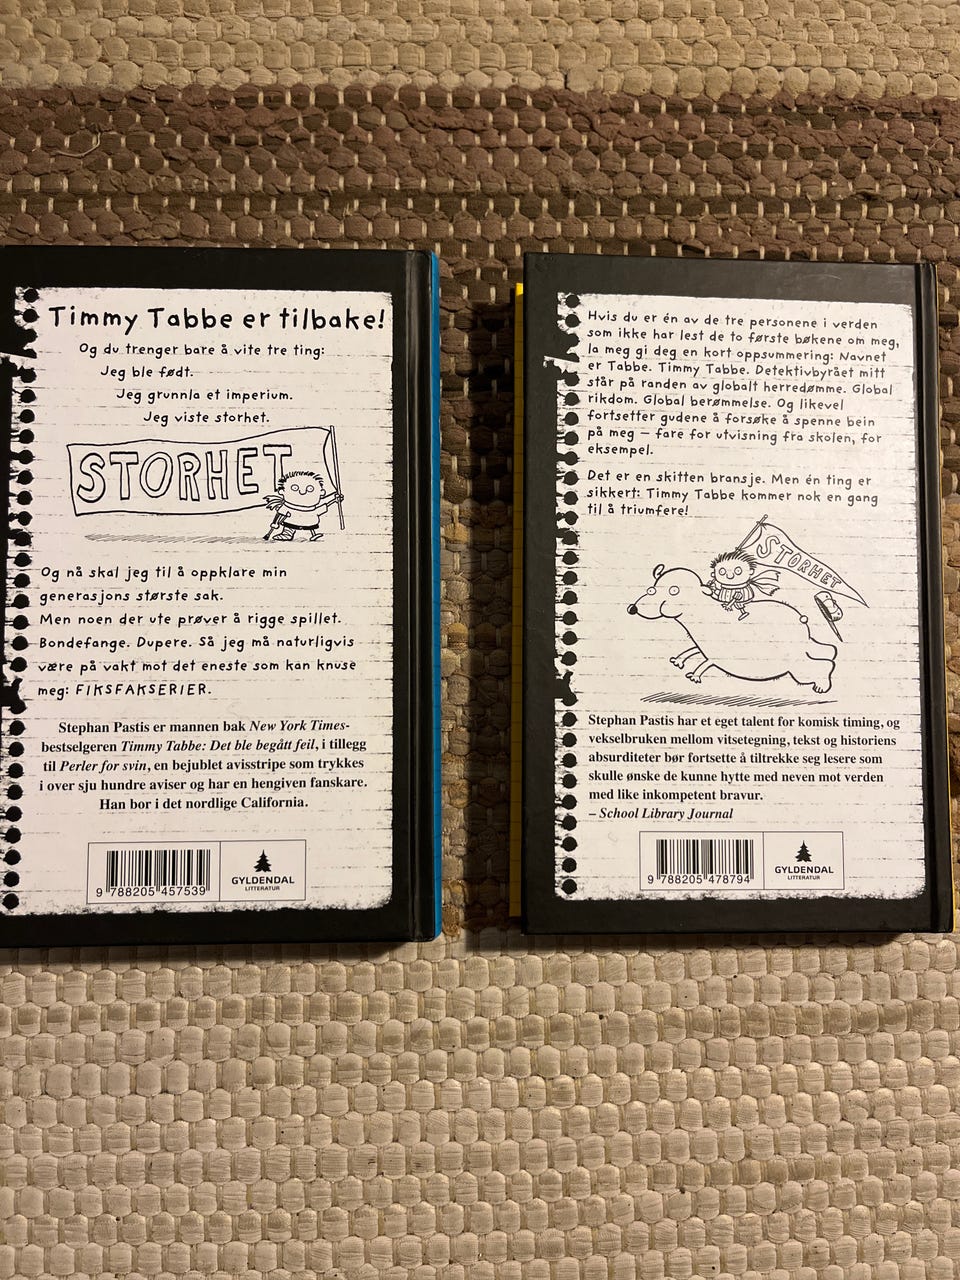 Timmy Tabbe er tilbake!
Og du trenger bare å vite tre ting:
Jeg ble født.
Jeg grunnla et imperium.
Jeg viste storhet.
STORHET
Og nå skal jeg til å oppklare min
generasjons største sak.
Men noen der ute prøver å rigge spillet.
Bondefange. Dupere. Så jeg må naturligvis
være på vakt mot det eneste som kan knuse
meg: FIKSFAKSERIER.
Stephan Pastis er mannen bak New York Times-
bestselgeren Timmy Tabbe: Det ble begått feil, i tillegg
til Perler for svin, en bejublet avisstripe som trykkes
i over sju hundre aviser og har en hengiven fanskare.
Han bor i det nordlige California.
9 788205 457539
GYLDENDAL
LITTERATUR
Hvis du er én av de tre personene i verden
som ikke har lest de to første bøkene om meg,
la meg gi deg en kort oppsummering: Navnet
er Tabbe. Timmy Tabbe. Detektivbyrået mitt
står på randen av globalt herredømme. Global
rikdom. Global berømmelse. Og likevel
fortsetter gudene å forsøke å spenne bein
på meg – fare for utvisning fra skolen, for
eksempel.
Det er en skitten bransje. Men én ting er
sikkert: Timmy Tabbe kommer nok en gang
til å triumfere!
STORHET
Stephan Pastis har et eget talent for komisk timing, og
vekselbruken mellom vitsetegning, tekst og historiens
absurditeter bør fortsette å tiltrekke seg lesere som
skulle ønske de kunne hytte med neven mot verden
med like inkompetent bravur.
– School Library Journal
9 788205 478794
GYLDENDAL
LITTERATUR